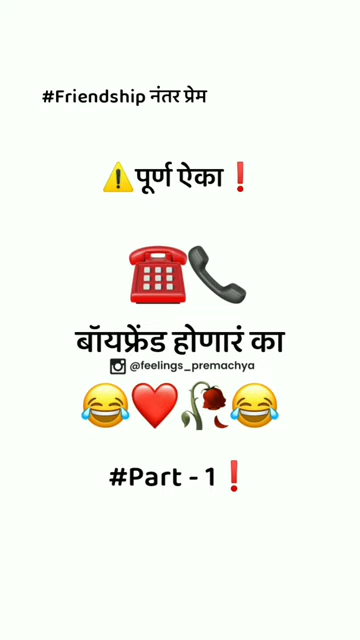 #Friendship नंतर प्रेम
⚠️पूर्ण ऐका❗
☎️📞
बॉयफ्रेंड होणारं का
@feelings_premachya
😂❤️🥀😂
#Part - 1❗